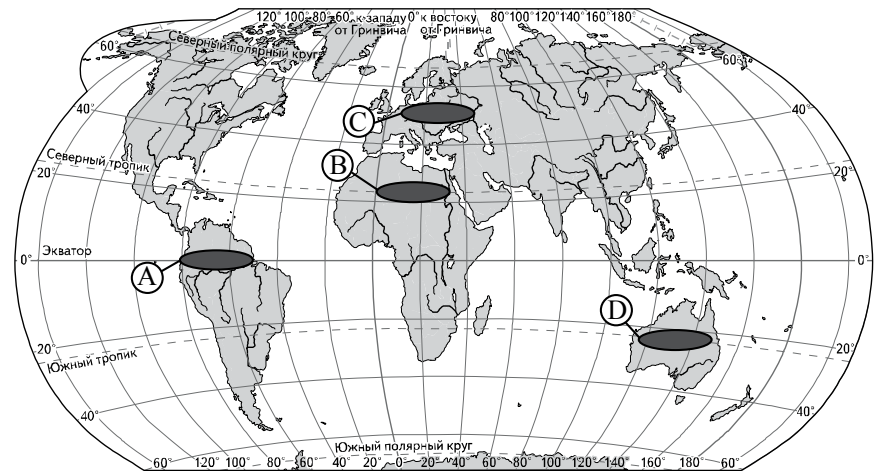 120° 100° 80° 60° к западу 0° к востоку 80° 100° 120° 140° 160° 180°
от Гринвича от Гринвича
Северный полярный круг
60° 60°
40° 40°
C
Северный тропик
B
20° 20°
Экватор
0° 0°
A
D
20° 20°
Южный тропик
40° 40°
Южный полярный круг
60° 120° 100° 80° 60° 40° 20° 0° 20° 40° 60° 80° 100° 120° 140° 160° 180° 60°